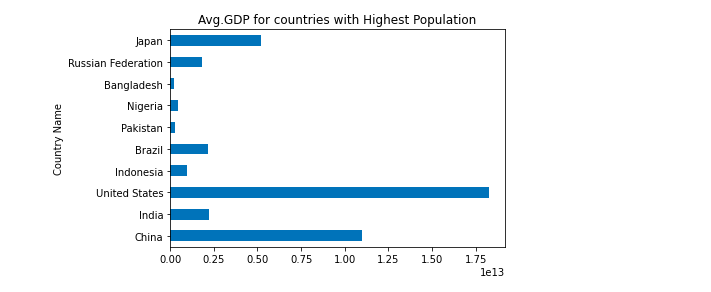 Avg.GDP for countries with Highest Population
Country Name
Japan
Russian Federation
Bangladesh
Nigeria
Pakistan
Brazil
Indonesia
United States
India
China
0.00 0.25 0.50 0.75 1.00 1.25 1.50 1.75
1e13